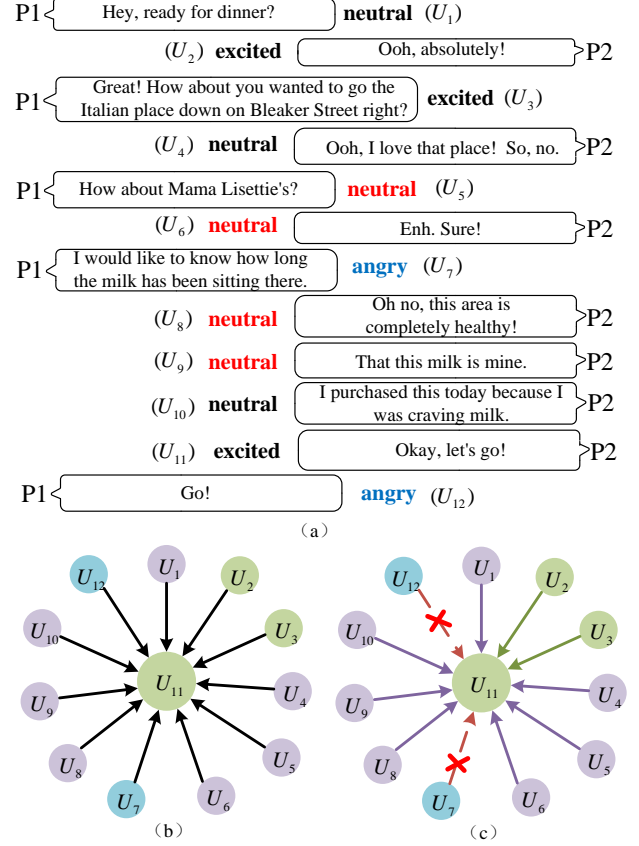 P1 Hey, ready for dinner? neutral (U1)
(U2) excited Ooh, absolutely! P2
P1 Great! How about you wanted to go the
Italian place down on Bleaker Street right? excited (U3)
(U4) neutral Ooh, I love that place! So, no. P2
P1 How about Mama Lisettie's? neutral (U5)
(U6) neutral Enh. Sure! P2
P1 I would like to know how long
the milk has been sitting there. angry (U7)
(U8) neutral Oh no, this area is
completely healthy! P2
(U9) neutral That this milk is mine. P2
(U10) neutral I purchased this today because I
was craving milk. P2
(U11) excited Okay, let's go! P2
P1 Go! angry (U12)
(a)
U12 U1 U2
U10 U3
U11
U9 U4
U8 U5
U7 U6
(b)
U12 U1 U2
U10 U3
U11
U9 U4
U8 U5
U7 U6
(c)